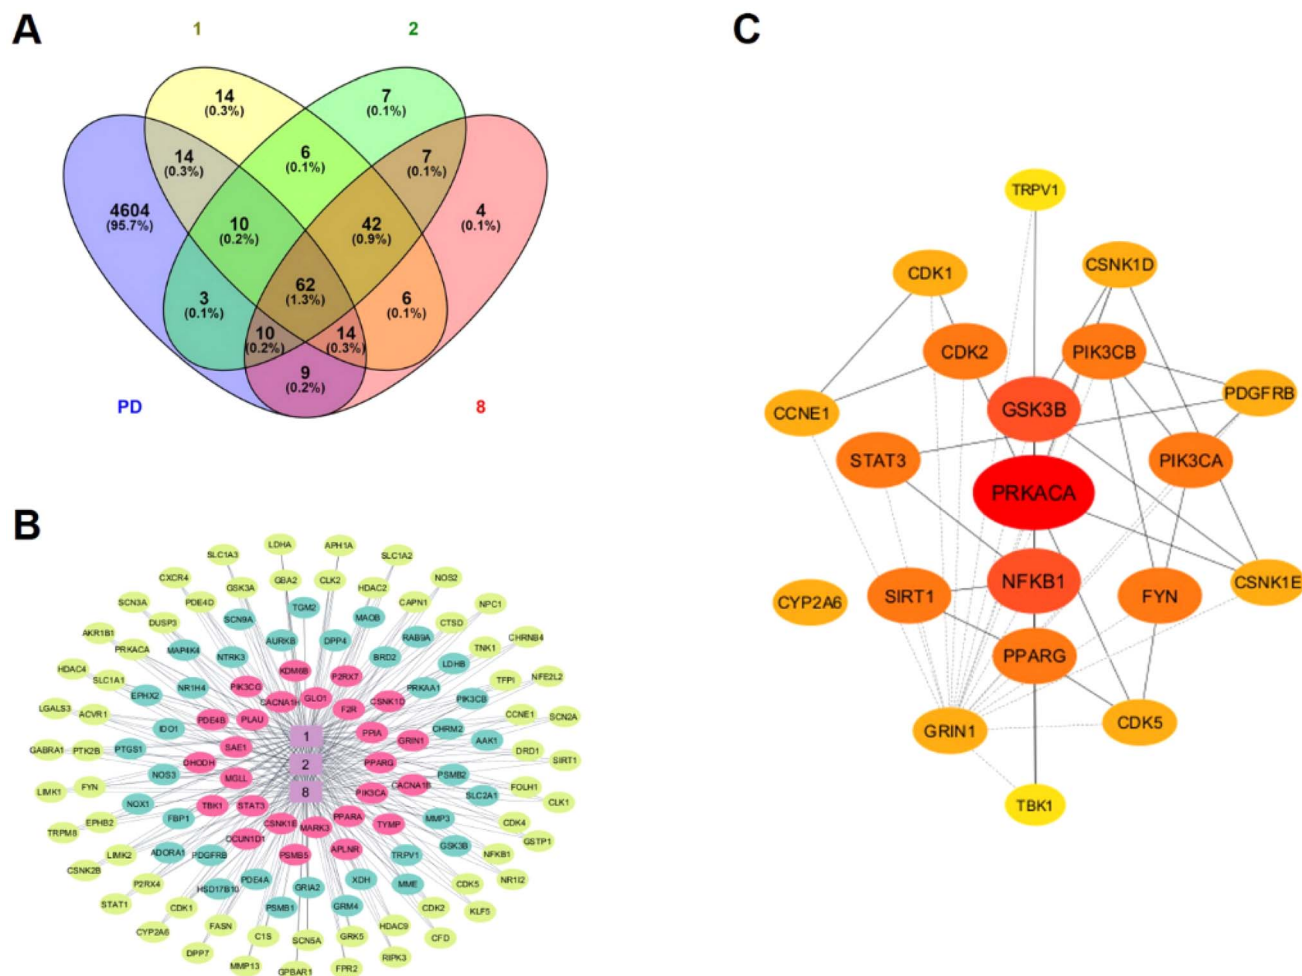 A
1
2
14
(0.3%)
7
(0.1%)
14
(0.3%)
6
(0.1%)
7
(0.1%)
4604
(95.7%)
10
(0.2%)
42
(0.9%)
4
(0.1%)
62
(1.3%)
3
(0.1%)
6
(0.1%)
10
(0.2%)
14
(0.3%)
9
(0.2%)
PD
8
B
LDHA
APH1A
SLC1A3
SLC1A2
CXCR4
GSK3A
GBA2
CLK2
HDAC2
NOS2
SCN3A
PDE4D
SCN9A
TGM2
MAOB
CAPN1
NPC1
AKR1B1
DUSP3
NTRK3
AURKB
DPP4
RAB9A
CTSD
CHRNB4
PRKACA
MAP4K4
KDM6B
P2RX7
BRD2
LDHB
TNK1
HDAC4
SLC1A1
NR1H4
PIK3CG
CACNA1H
GLO1
CSNK1D
PRKAA1
PIK3CB
TFPI
NFE2L2
LGALS3
ACVR1
EPHX2
PDE4B
PLAU
F2R
PPIA
CHRM2
CCNE1
SCN2A
GABRA1
PTK2B
PTGS1
IDO1
SAE1
1
GRIN1
AAK1
DRD1
SIRT1
LIMK1
FYN
NOS3
DHODH
MGLL
2
PPARG
PSMB2
SLC2A1
FOLH1
CLK1
NOX1
8
PIK3CA
CACNA1B
TRPM8
EPHB2
FBP1
TBK1
STAT3
CSNK1E
MARK3
PPARA
TYMP
MMP3
CDK4
GSTP1
CSNK2B
LIMK2
ADORA1
DCUN1D1
PSMB5
APLNR
TRPV1
GSK3B
NFKB1
NR1I2
STAT1
P2RX4
PDGFRB
HSD17B10
PDE4A
GRIA2
XDH
MME
CDK5
KLF5
CYP2A6
CDK1
PSMB1
GRM4
CDK2
CFD
DPP7
FASN
C1S
SCN5A
GRK5
HDAC9
RIPK3
MMP13
GPBAR1
FPR2
C
TRPV1
CDK1
CSNK1D
CDK2
PIK3CB
CCNE1
GSK3B
PDGFRB
STAT3
PIK3CA
PRKACA
CYP2A6
SIRT1
NFKB1
FYN
CSNK1E
PPARG
GRIN1
CDK5
TBK1